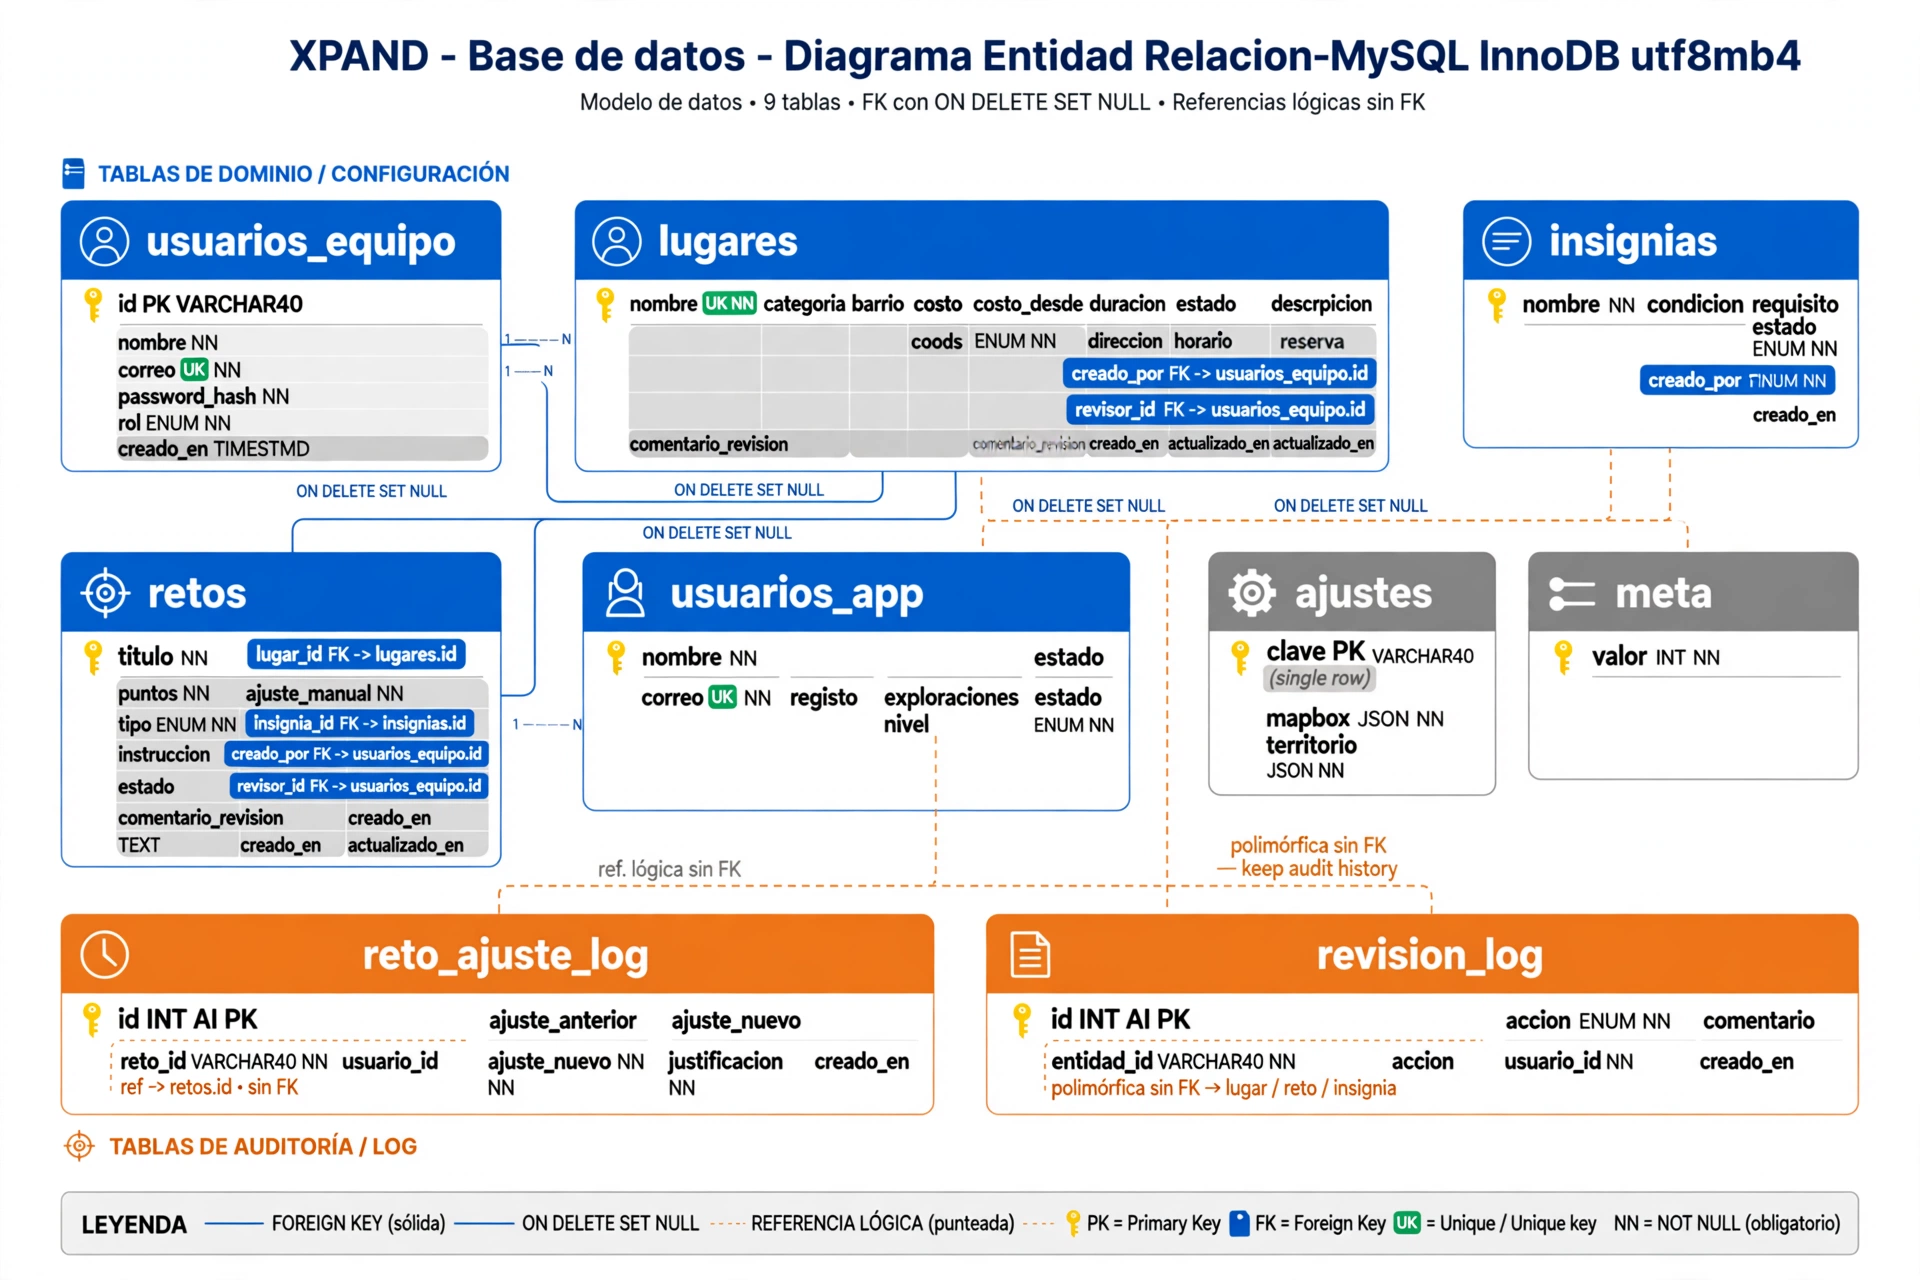 XPAND - Base de datos - Diagrama Entidad Relacion-MySQL InnoDB utf8mb4
Modelo de datos • 9 tablas • FK con ON DELETE SET NULL • Referencias lógicas sin FK
TABLAS DE DOMINIO / CONFIGURACIÓN
usuarios_equipo
id PK VARCHAR40
nombre NN
correo UK NN
password_hash NN
rol ENUM NN
creado_en TIMESTMD
1 N
1 N
lugares
nombre UK NN categoria barrio costo costo_desde duracion estado descrpicion
coods ENUM NN direccion horario reserva
creado_por FK -> usuarios_equipo.id
revisor_id FK -> usuarios_equipo.id
comentario_revision comentario_revision creado_en actualizado_en actualizado_en
insignias
nombre NN condicion requisito
estado
ENUM NN
creado_por NN
creado_en
ON DELETE SET NULL
ON DELETE SET NULL
ON DELETE SET NULL
ON DELETE SET NULL
ON DELETE SET NULL
retos
titulo NN lugar_id FK -> lugares.id
puntos NN ajuste_manual NN
tipo ENUM NN insignia_id FK -> insignias.id
instruccion creado_por FK -> usuarios_equipo.id
estado revisor_id FK -> usuarios_equipo.id
comentario_revision creado_en
TEXT creado_en actualizado_en
1 N
usuarios_app
nombre NN estado
correo UK NN registo exploraciones estado
nivel ENUM NN
ajustes
clave PK VARCHAR40
(single row)
mapbox JSON NN
territorio
JSON NN
meta
valor INT NN
ref. lógica sin FK
polimórfica sin FK
— keep audit history
reto_ajuste_log
id INT AI PK ajuste_anterior ajuste_nuevo
reto_id VARCHAR40 NN usuario_id ajuste_nuevo NN justificacion creado_en
ref -> retos.id • sin FK NN NN
revision_log
id INT AI PK accion ENUM NN comentario
entidad_id VARCHAR40 NN accion usuario_id NN creado_en
polimórfica sin FK → lugar / reto / insignia
TABLAS DE AUDITORÍA / LOG
LEYENDA FOREIGN KEY (sólida) ON DELETE SET NULL REFERENCIA LÓGICA (punteada) PK = Primary Key FK = Foreign Key UK = Unique / Unique key NN = NOT NULL (obligatorio)